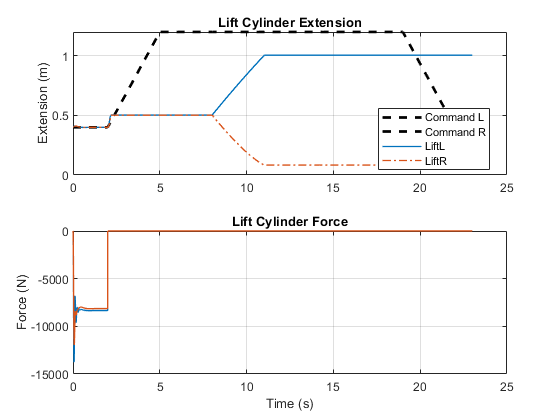 Lift Cylinder Extension
Extension (m)
1
0.5
0
0 5 10 15 20 25
Command L
Command R
LiftL
LiftR
Lift Cylinder Force
Force (N)
0
-5000
-10000
-15000
0 5 10 15 20 25
Time (s)